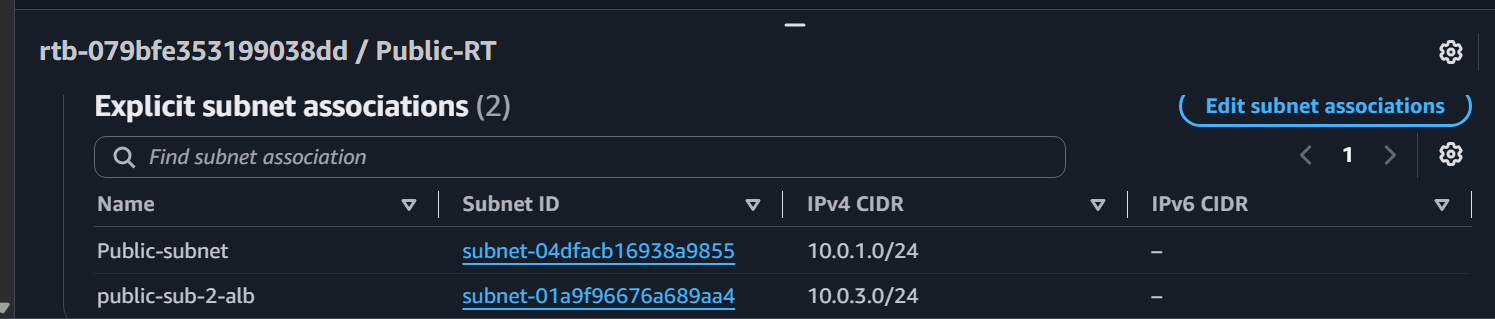 rtb-079bfe353199038dd / Public-RT
Explicit subnet associations (2)
Edit subnet associations
Find subnet association
1
Name Subnet ID IPv4 CIDR IPv6 CIDR
Public-subnet subnet-04dfacb16938a9855 10.0.1.0/24 –
public-sub-2-alb subnet-01a9f96676a689aa4 10.0.3.0/24 –